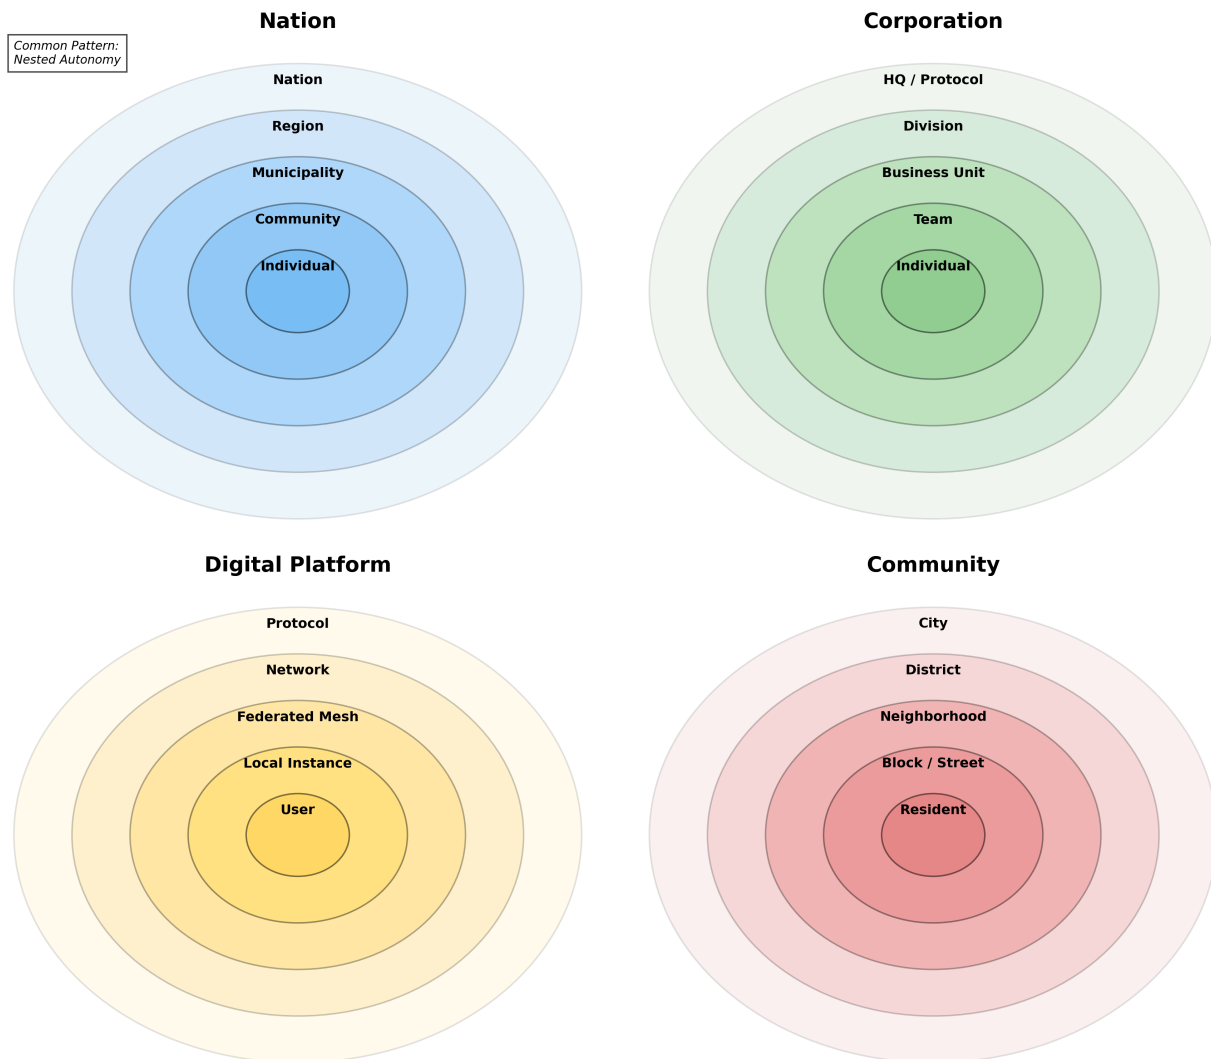 Nation
Common Pattern:
Nested Autonomy
Nation
Region
Municipality
Community
Individual
Corporation
HQ / Protocol
Division
Business Unit
Team
Individual
Digital Platform
Protocol
Network
Federated Mesh
Local Instance
User
Community
City
District
Neighborhood
Block / Street
Resident